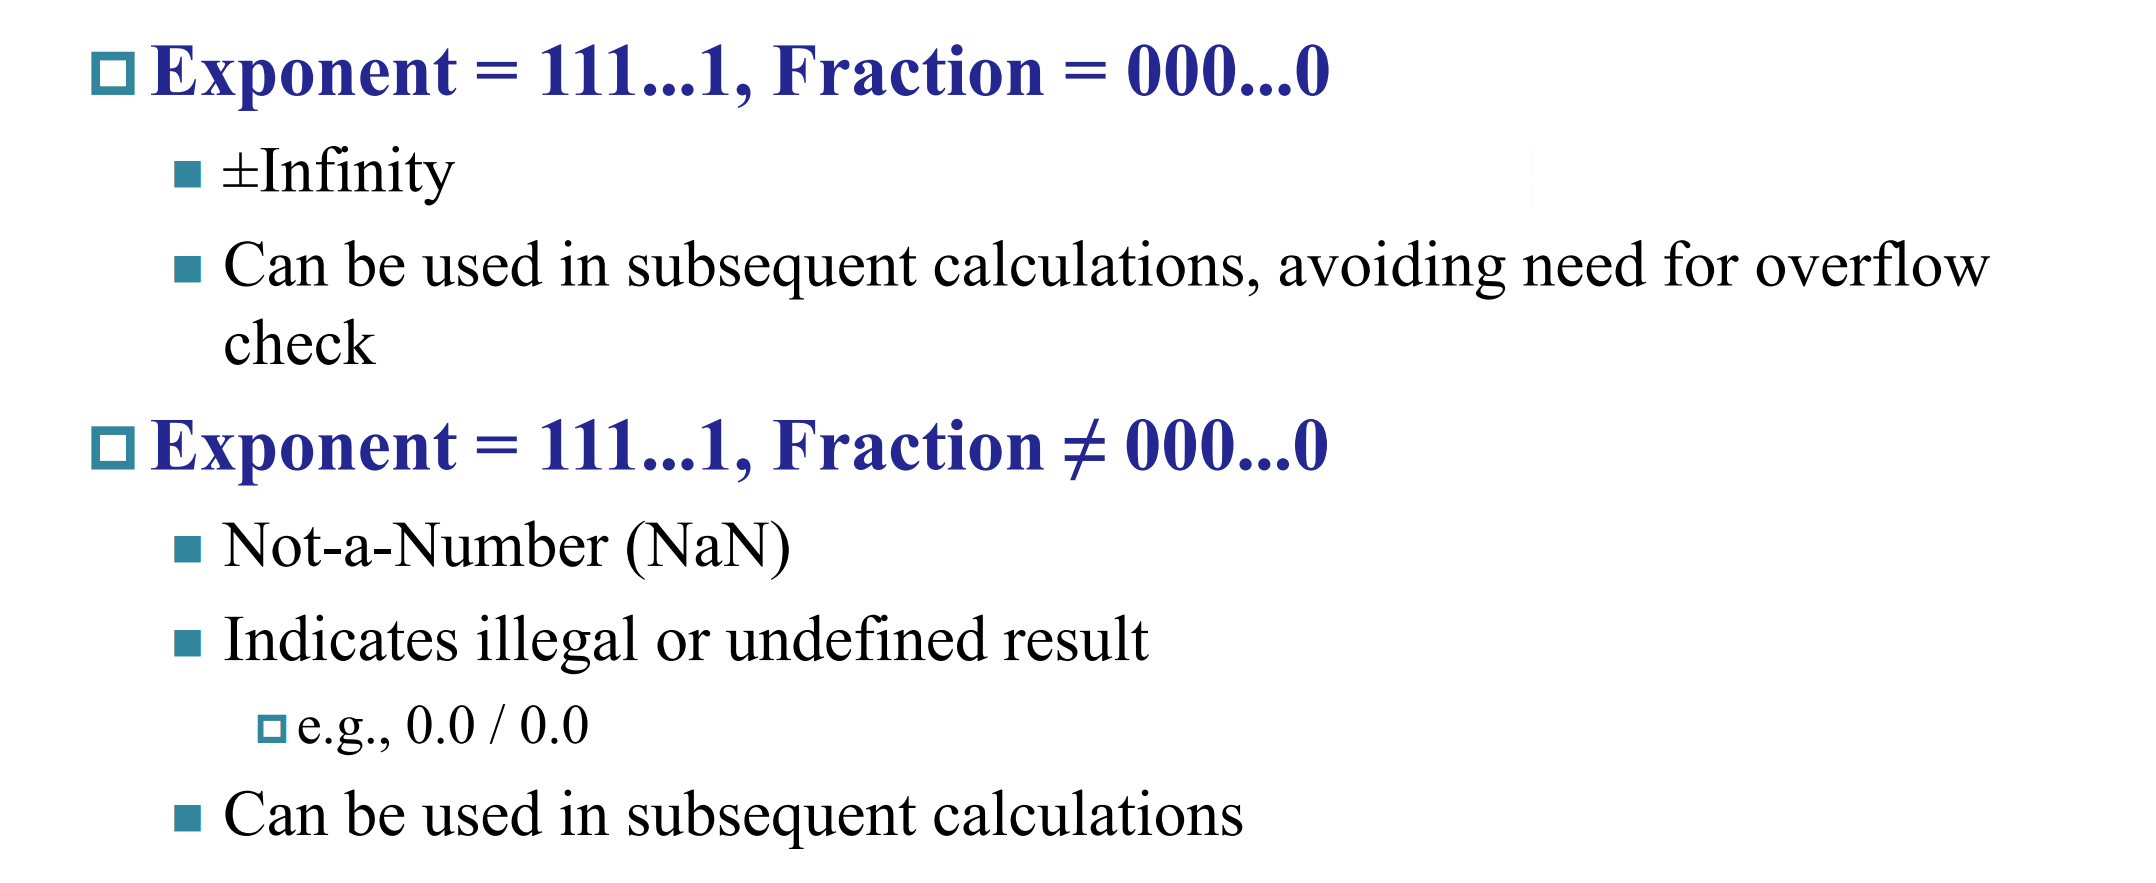 Exponent = 111...1, Fraction = 000...0
±Infinity
Can be used in subsequent calculations, avoiding need for overflow
check
Exponent = 111...1, Fraction ≠ 000...0
Not-a-Number (NaN)
Indicates illegal or undefined result
e.g., 0.0 / 0.0
Can be used in subsequent calculations